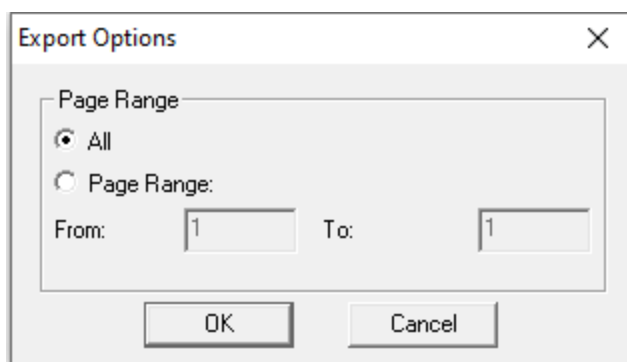 Export Options
Page Range
All
Page Range:
From: 1 To: 1
OK Cancel